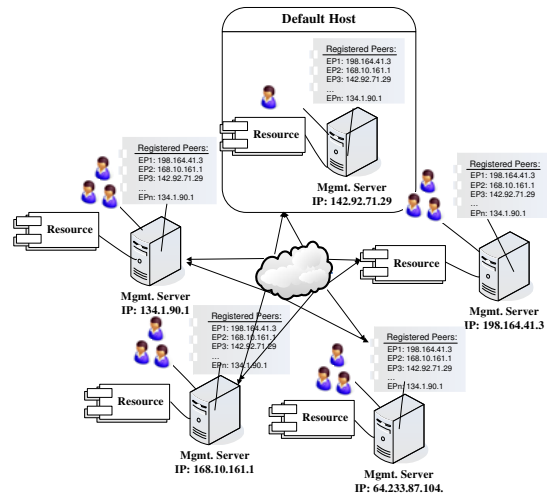 Default Host
Registered Peers:
EP1: 198.164.41.3
EP2: 168.10.161.1
EP3: 142.92.71.29
...
EPn: 134.1.90.1
Resource
Mgmt. Server
IP: 142.92.71.29
Registered Peers:
EP1: 198.164.41.3
EP2: 168.10.161.1
EP3: 142.92.71.29
...
EPn: 134.1.90.1
Resource
Mgmt. Server
IP: 134.1.90.1
Registered Peers:
EP1: 198.164.41.3
EP2: 168.10.161.1
EP3: 142.92.71.29
...
EPn: 134.1.90.1
Resource
Mgmt. Server
IP: 198.164.41.3
Registered Peers:
EP1: 198.164.41.3
EP2: 168.10.161.1
EP3: 142.92.71.29
...
EPn: 134.1.90.1
Resource
Mgmt. Server
IP: 168.10.161.1
Registered Peers:
EP1: 198.164.41.3
EP2: 168.10.161.1
EP3: 142.92.71.29
...
EPn: 134.1.90.1
Resource
Mgmt. Server
IP: 64.233.87.104.